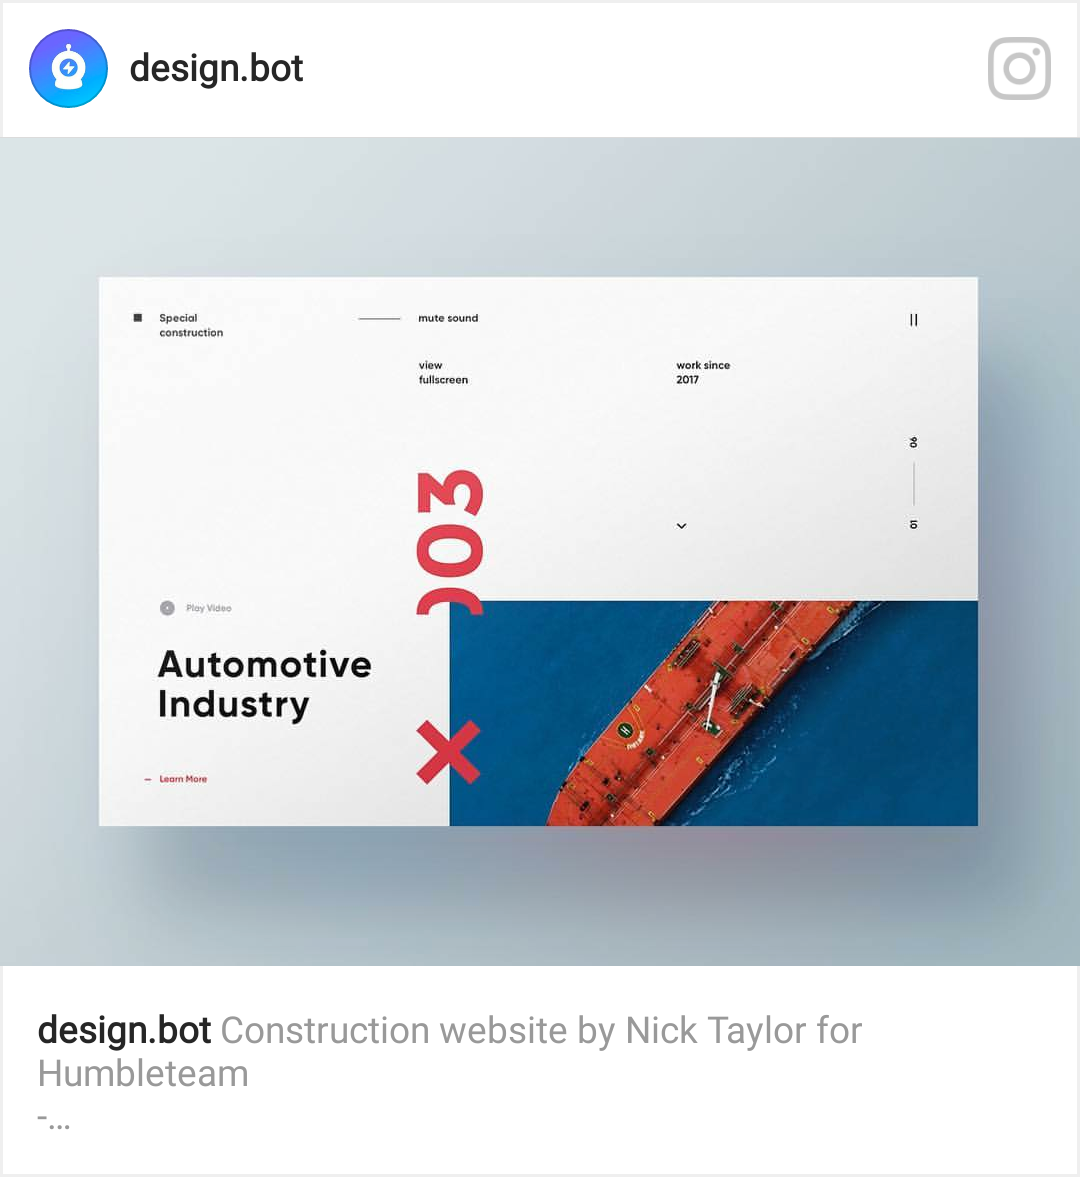 design.bot
Special
construction
mute sound
view
fullscreen
work since
2017
06
01
003
Play Video
Automotive
Industry
Learn More
H
design.bot Construction website by Nick Taylor for
Humbleteam
-...